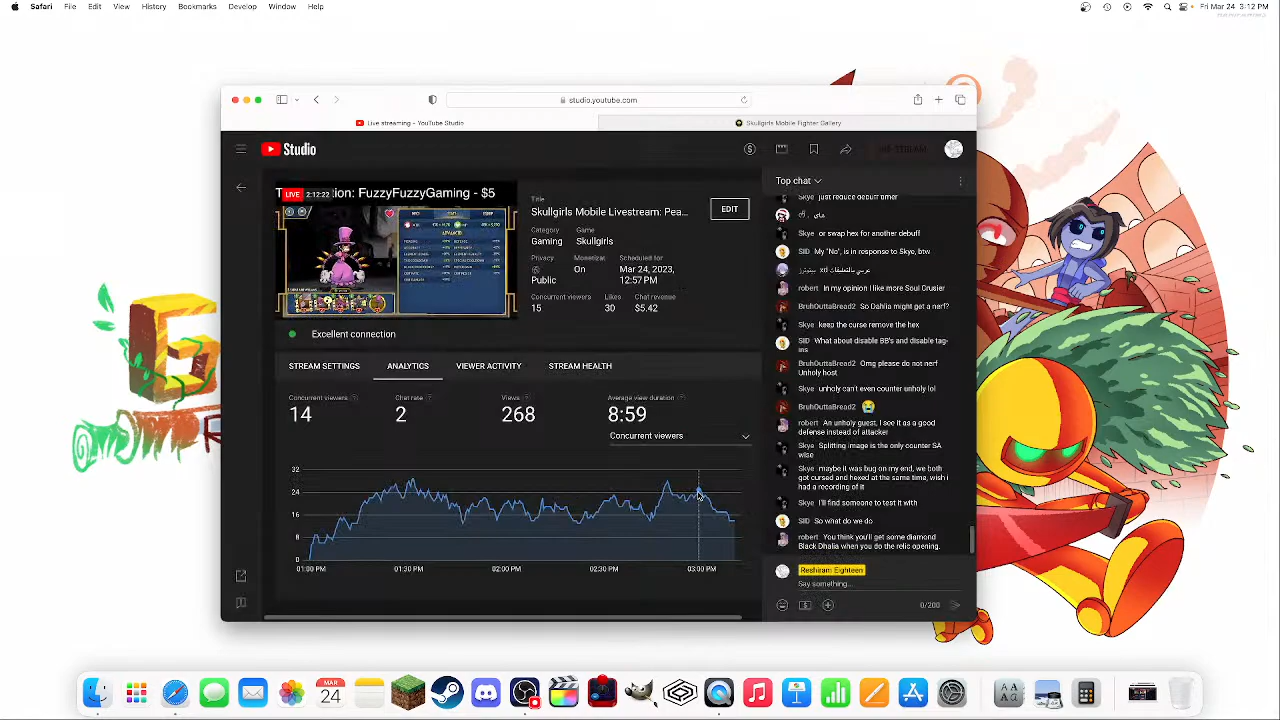 Safari File Edit View History Bookmarks Develop Window Help
Fri Mar 24 3:12 PM
studio.youtube.com
Live streaming - YouTube Studio
Skullgirls Mobile Fighter Gallery
Studio
LIVE 2:12:22
ion: FuzzyFuzzyGaming - $5
Title
Skullgirls Mobile Livestream: Pea...
EDIT
Category Game
Gaming Skullgirls
Privacy Monetizat Scheduled for
Public On Mar 24, 2023,
12:57 PM
Concurrent viewers Likes Chat revenue
15 30 $5.42
Excellent connection
STREAM SETTINGS ANALYTICS VIEWER ACTIVITY STREAM HEALTH
Concurrent viewers Chat rate Views Average view duration
14 2 268 8:59
Concurrent viewers
32
24
16
8
0
01:00 PM 01:30 PM 02:00 PM 02:30 PM 03:00 PM
Top chat
Skye just reduce debuff timer
Skye or swap hex for another debuff
SID My "No", is in response to Skye, btw
robert In my opinion I like more Soul Crusier
BruhOuttaBread2 So Dahlia might get a nerf?
Skye keep the curse remove the hex
SID What about disable BB's and disable tag-
ins
BruhOuttaBread2 Omg please do not nerf
Unholy host
Skye unholy can't even counter unholy lol
BruhOuttaBread2 😭
robert An unholy guest, I see it as a good
defense instead of attacker
Skye Splitting image is the only counter SA
wise
Skye maybe it was bug on my end, we both
got cursed and hexed at the same time, wish i
had a recording of it
Skye I'll find someone to test it with
SID So what do we do
robert You think you'll get some diamond
Black Dhalia when you do the relic opening.
Reshiram Eighteen
Say something...
0/200
MAR
24